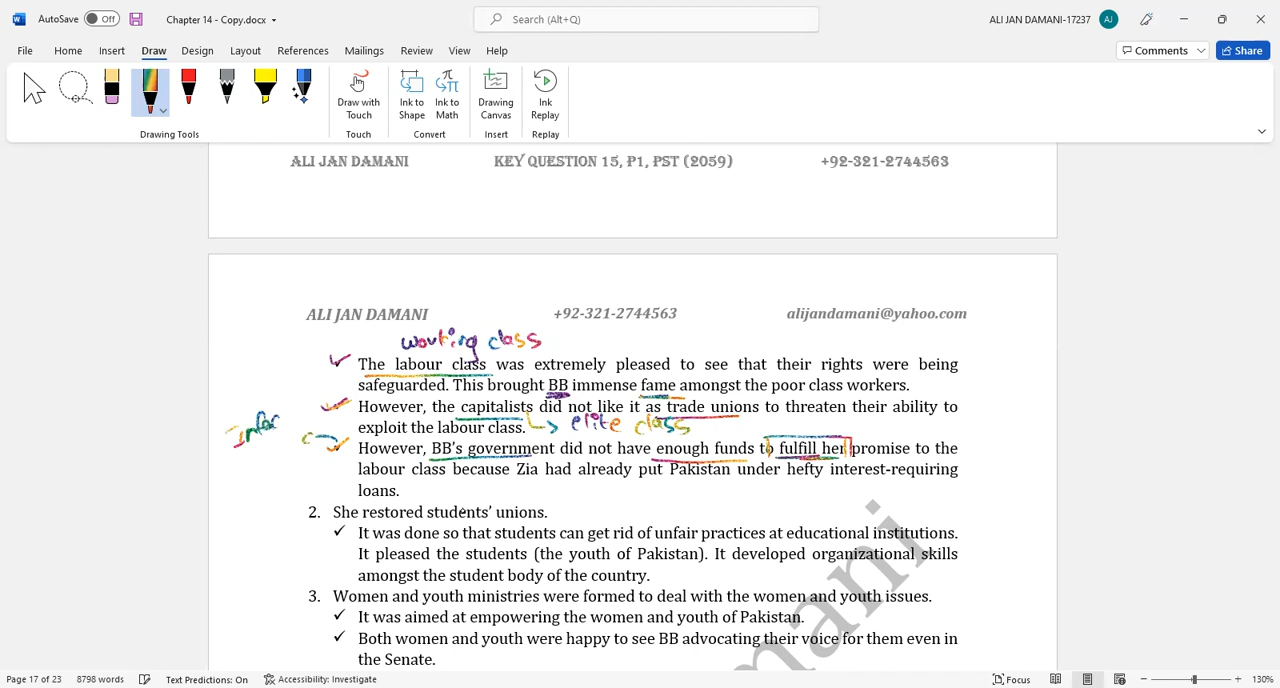 AutoSave Off Chapter 14 - Copy.docx Search (Alt+Q) ALI JAN DAMANI-17237 AJ
File Home Insert Draw Design Layout References Mailings Review View Help Comments Share
Draw with Touch Ink to Shape Ink to Math Drawing Canvas Ink Replay
Drawing Tools Touch Convert Insert Replay
ALI JAN DAMANI KEY QUESTION 15, P1, PST (2059) +92-321-2744563
ALI JAN DAMANI +92-321-2744563 alijandamani@yahoo.com
working class
✓ The labour class was extremely pleased to see that their rights were being
safeguarded. This brought BB immense fame amongst the poor class workers.
✓ However, the capitalists did not like it as trade unions to threaten their ability to
exploit the labour class. elite class
infer
✓ However, BB's government did not have enough funds to fulfill her promise to the
labour class because Zia had already put Pakistan under hefty interest-requiring
loans.
2. She restored students' unions.
✓ It was done so that students can get rid of unfair practices at educational institutions.
It pleased the students (the youth of Pakistan). It developed organizational skills
amongst the student body of the country.
3. Women and youth ministries were formed to deal with the women and youth issues.
✓ It was aimed at empowering the women and youth of Pakistan.
✓ Both women and youth were happy to see BB advocating their voice for them even in
the Senate.
mani
Page 17 of 23 8798 words Text Predictions: On Accessibility: Investigate Focus 130%